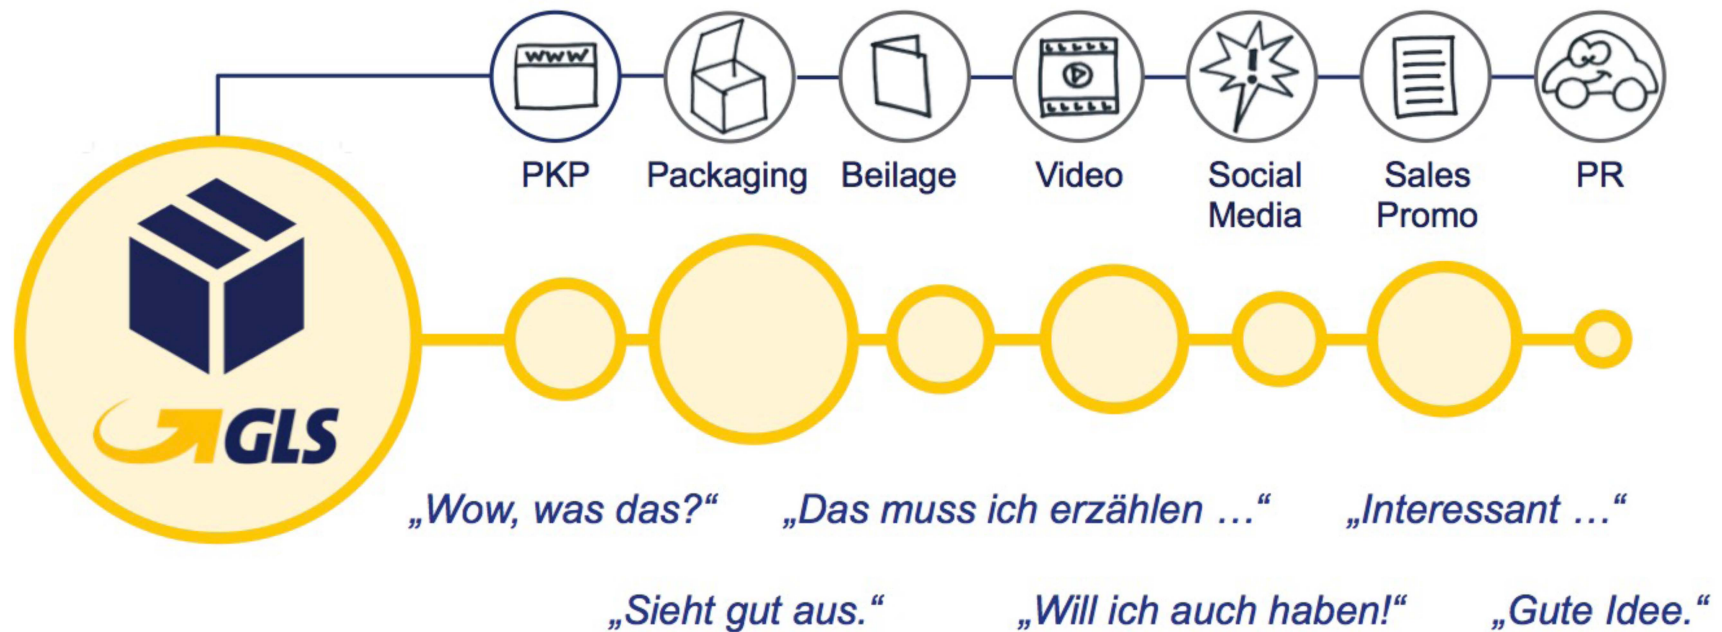 WWW
PKP
Packaging
Beilage
Video
Social
Media
Sales
Promo
PR
!
GLS
„Wow, was das?“
„Das muss ich erzählen …“
„Interessant …“
„Sieht gut aus.“
„Will ich auch haben!“
„Gute Idee.“